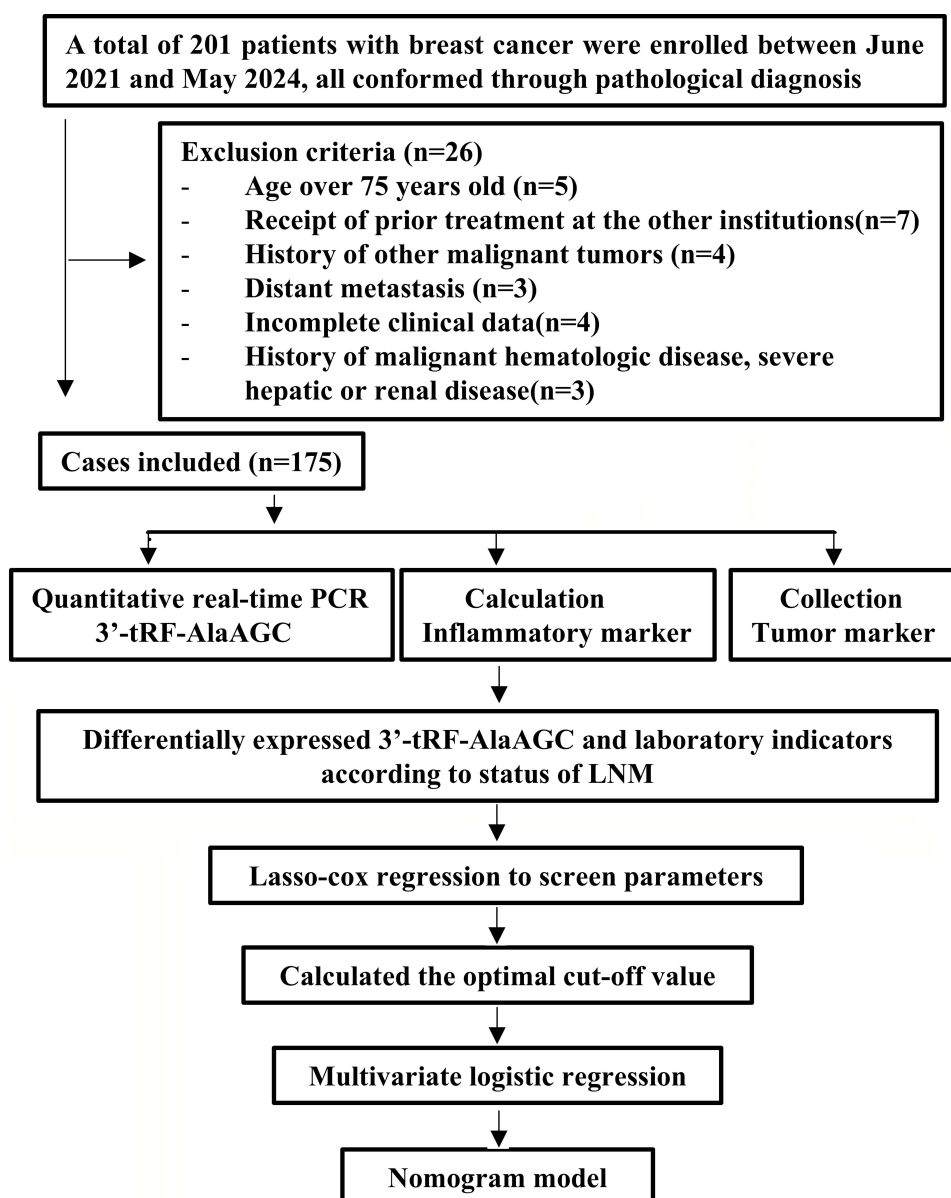 A total of 201 patients with breast cancer were enrolled between June
2021 and May 2024, all conformed through pathological diagnosis
Exclusion criteria (n=26)
- Age over 75 years old (n=5)
- Receipt of prior treatment at the other institutions(n=7)
- History of other malignant tumors (n=4)
- Distant metastasis (n=3)
- Incomplete clinical data(n=4)
- History of malignant hematologic disease, severe
hepatic or renal disease(n=3)
Cases included (n=175)
Quantitative real-time PCR
3’-tRF-AlaAGC
Calculation
Inflammatory marker
Collection
Tumor marker
Differentially expressed 3’-tRF-AlaAGC and laboratory indicators
according to status of LNM
Lasso-cox regression to screen parameters
Calculated the optimal cut-off value
Multivariate logistic regression
Nomogram model